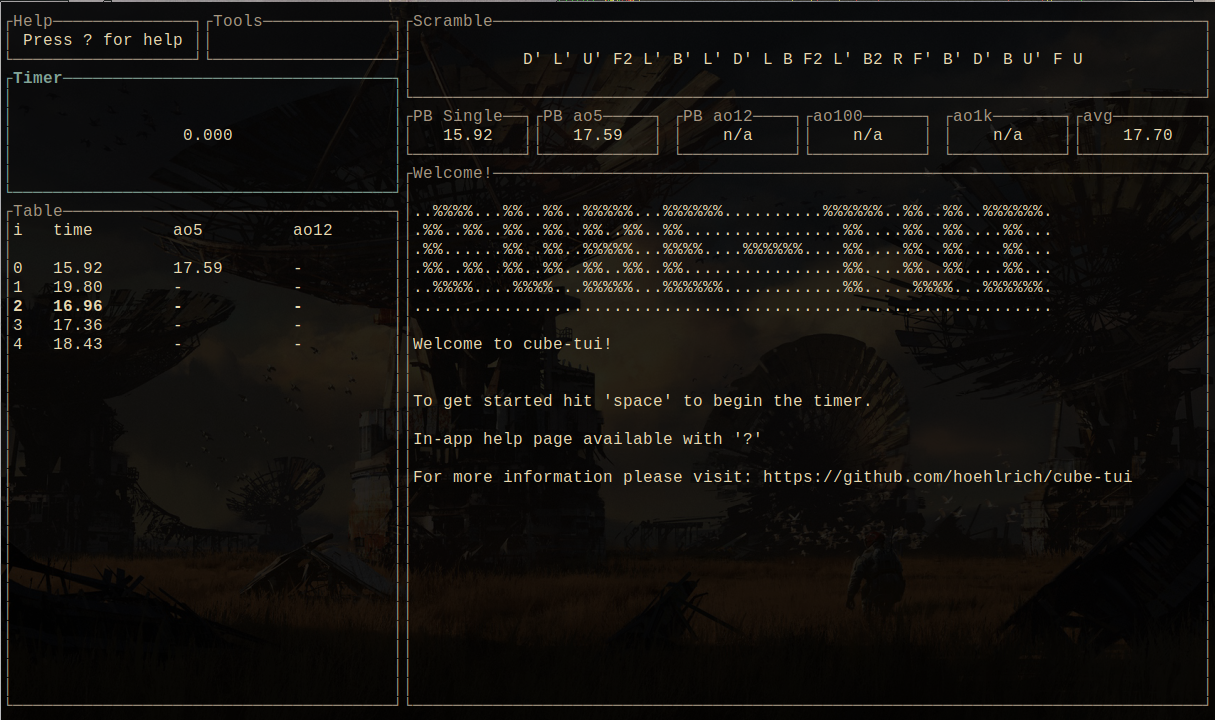 Help
Press ? for help
Tools
Timer
0.000
Table
i time ao5 ao12
0 15.92 17.59 -
1 19.80 - -
2 16.96 - -
3 17.36 - -
4 18.43 - -
Scramble
D' L' U' F2 L' B' L' D' L B F2 L' B2 R F' B' D' B U' F U
PB Single PB ao5 PB ao12 ao100 ao1k avg
15.92 17.59 n/a n/a n/a 17.70
Welcome!
..%%%%...%%..%%..%%%%%...%%%%%%..........%%%%%%..%%..%%..%%%%%%.
.%%..%%..%%..%%..%%..%%..%%................%%....%%..%%....%%...
.%%......%%..%%..%%%%%...%%%%....%%%%%%....%%....%%..%%....%%...
.%%..%%..%%..%%..%%..%%..%%................%%....%%..%%....%%...
..%%%%....%%%%...%%%%%...%%%%%%............%%.....%%%%...%%%%%%.
................................................................
Welcome to cube-tui!
To get started hit 'space' to begin the timer.
In-app help page available with '?'
For more information please visit: https://github.com/hoehlrich/cube-tui